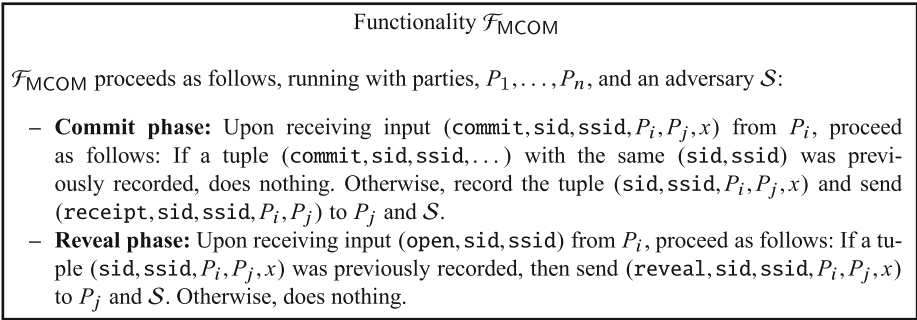 Functionality ℱMCOM
ℱMCOM proceeds as follows, running with parties, P1,...,Pn, and an adversary 𝒮:
– Commit phase: Upon receiving input (commit,sid,ssid,Pi,Pj,x) from Pi, proceed
as follows: If a tuple (commit,sid,ssid,...) with the same (sid,ssid) was previ-
ously recorded, does nothing. Otherwise, record the tuple (sid,ssid,Pi,Pj,x) and send
(receipt,sid,ssid,Pi,Pj) to Pj and 𝒮.
– Reveal phase: Upon receiving input (open,sid,ssid) from Pi, proceed as follows: If a tu-
ple (sid,ssid,Pi,Pj,x) was previously recorded, then send (reveal,sid,ssid,Pi,Pj,x)
to Pj and 𝒮. Otherwise, does nothing.